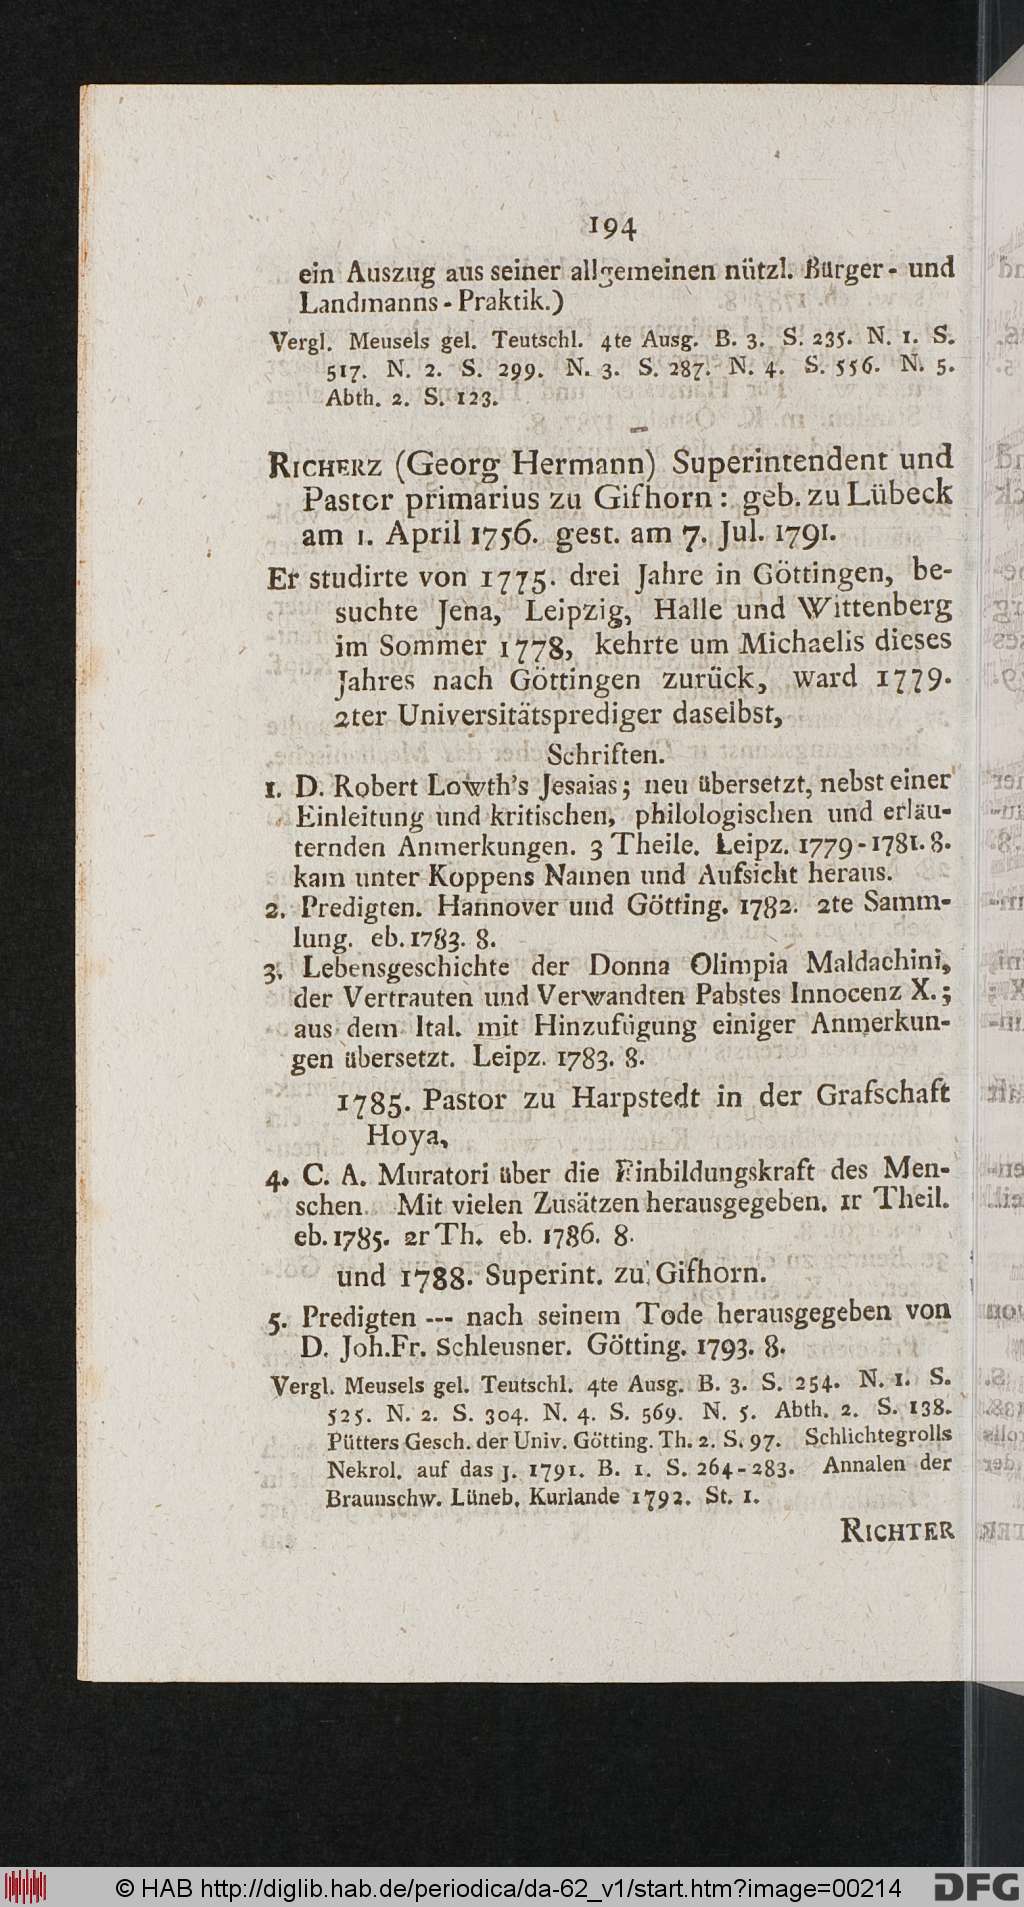 194
ein Auszug aus seiner allgemeinen nützl. Bürger- und
Landmanns-Praktik.)
Vergl. Meusels gel. Teutschl. 4te Ausg. B. 3. S. 235. N. 1. S.
517. N. 2. S. 299. N. 3. S. 287. N. 4. S. 556. N. 5.
Abth. 2. S. 123.
RICHERZ (Georg Hermann) Superintendent und
Pastor primarius zu Gifhorn: geb. zu Lübeck
am 1. April 1756. gest. am 7. Jul. 1791.
Er studirte von 1775. drei Jahre in Göttingen, be-
suchte Jena, Leipzig, Halle und Wittenberg
im Sommer 1778, kehrte um Michaelis dieses
Jahres nach Göttingen zurück, ward 1779.
2ter Universitätsprediger daselbst,
Schriften.
1. D. Robert Lowth's Jesaias; neu übersetzt, nebst einer
Einleitung und kritischen, philologischen und erläu-
ternden Anmerkungen. 3 Theile. Leipz. 1779-1781. 8.
kam unter Koppens Namen und Aufsicht heraus.
2. Predigten. Hannover und Götting. 1782. 2te Samm-
lung. eb. 1783. 8.
3. Lebensgeschichte der Donna Olimpia Maldachini,
der Vertrauten und Verwandten Pabstes Innocenz X.;
aus dem Ital. mit Hinzufügung einiger Anmerkun-
gen übersetzt. Leipz. 1783. 8.
1785. Pastor zu Harpstedt in der Grafschaft
Hoya,
4. C. A. Muratori über die Einbildungskraft des Men-
schen. Mit vielen Zusätzen herausgegeben. 1r Theil.
eb. 1785. 2r Th. eb. 1786. 8.
und 1788. Superint. zu Gifhorn.
5. Predigten --- nach seinem Tode herausgegeben von
D. Joh. Fr. Schleusner. Götting. 1793. 8.
Vergl. Meusels gel. Teutschl. 4te Ausg. B. 3. S. 254. N. 1. S.
525. N. 2. S. 304. N. 4. S. 569. N. 5. Abth. 2. S. 138.
Pütters Gesch. der Univ. Götting. Th. 2. S. 97. Schlichtegrolls
Nekrol. auf das J. 1791. B. 1. S. 264-283. Annalen der
Braunschw. Lüneb. Kurlande 1792. St. 1.
RICHTER
© HAB http://diglib.hab.de/periodica/da-62_v1/start.htm?image=00214
DFG